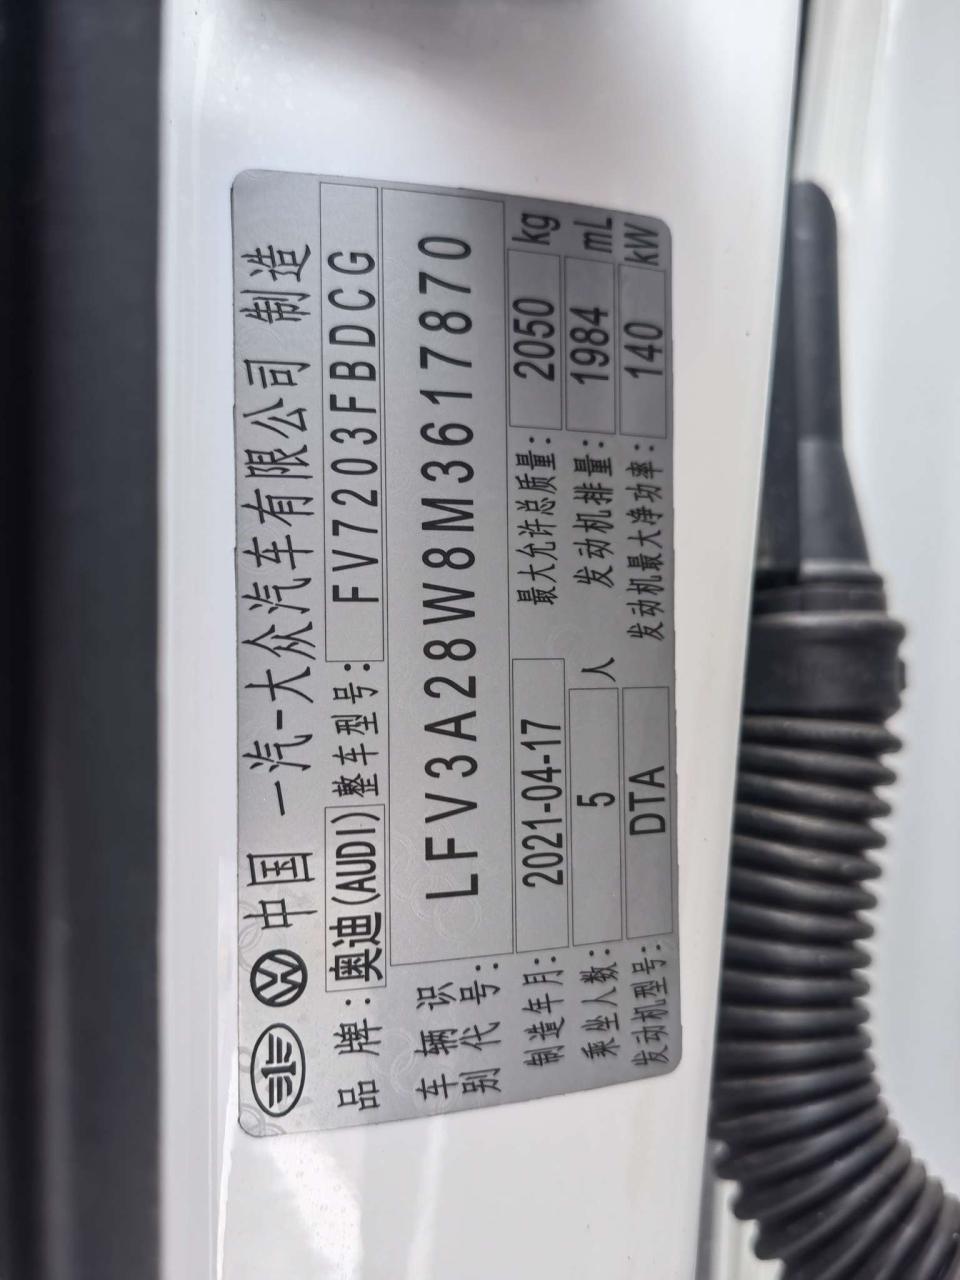 中国 一汽-大众汽车有限公司 制造
品牌:奥迪(AUDI)整车型号:FV7203FBDCG
车辆识别代号:LFV3A28W8M3617870
制造年月:2021-04-17 最大允许总质量:2050 kg
乘坐人数:5 人 发动机排量:1984 mL
发动机型号:DTA 发动机最大净功率:140 kW